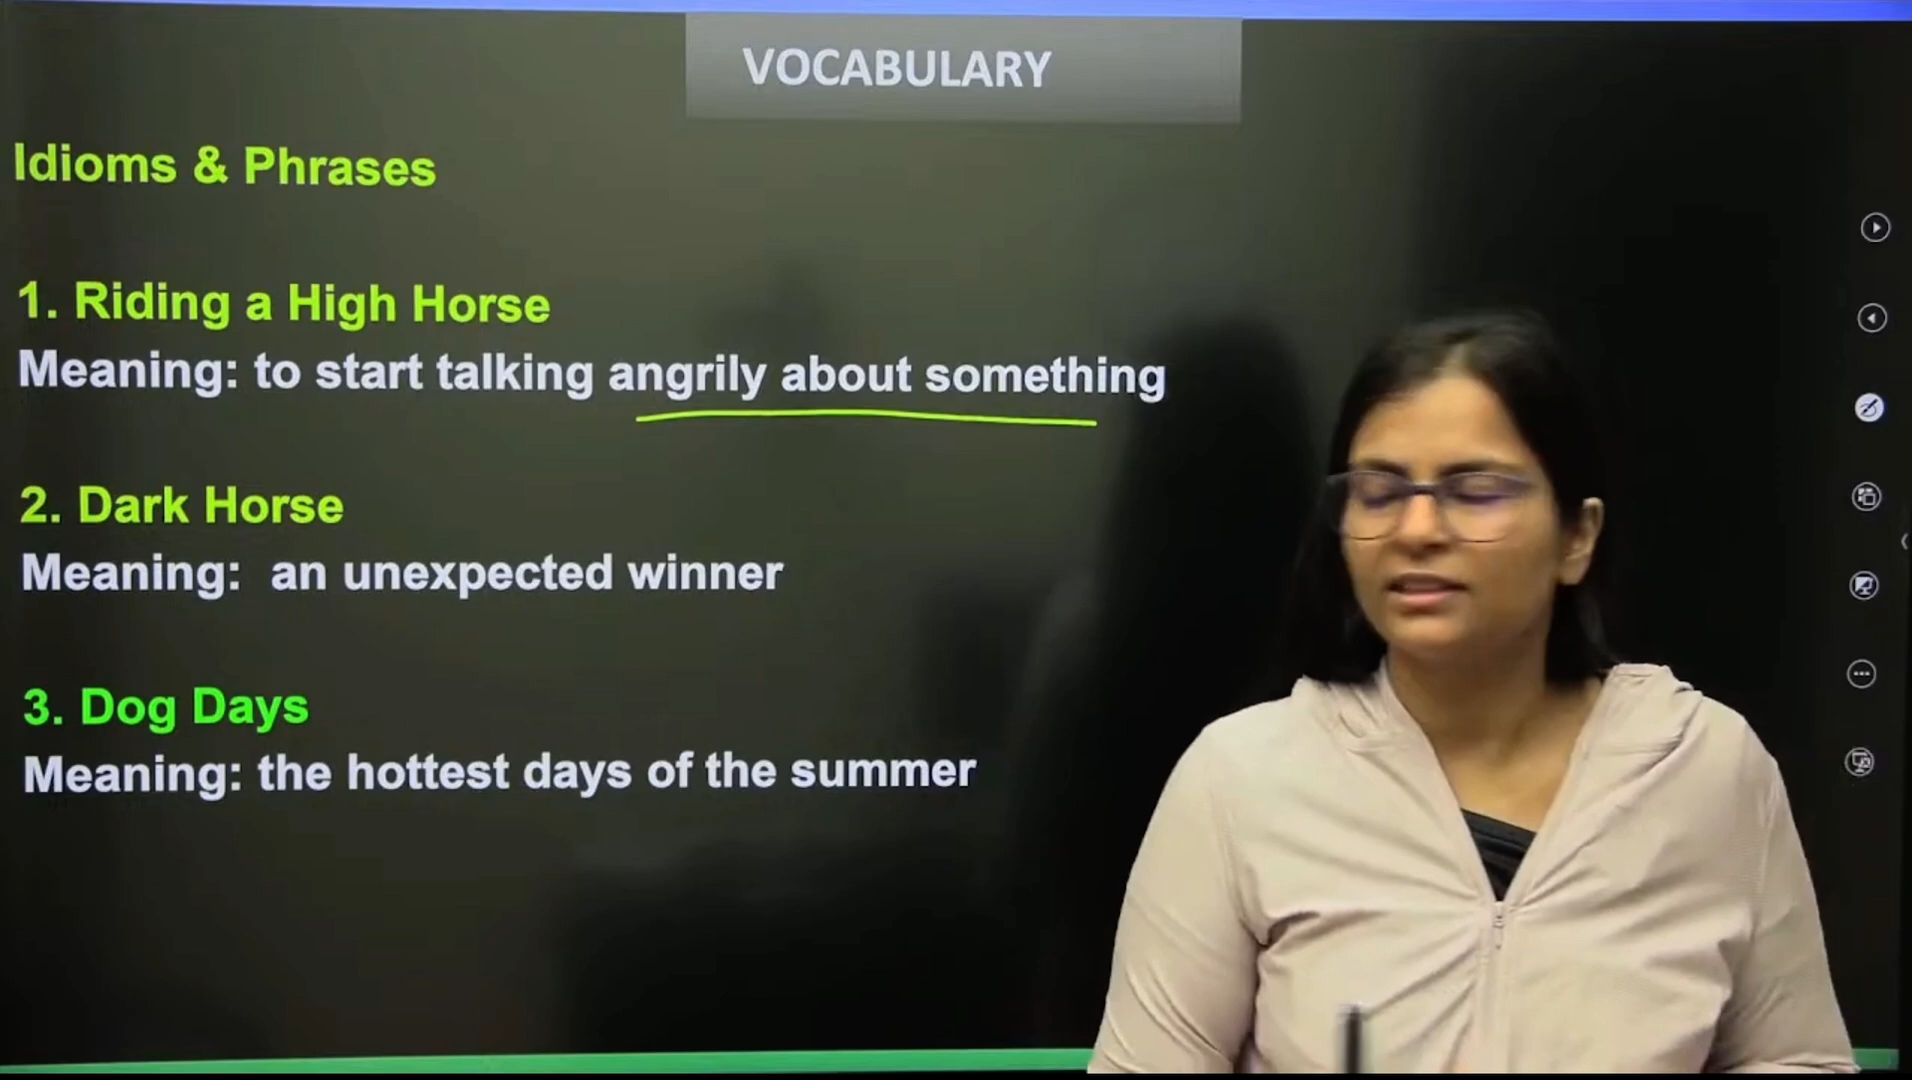 VOCABULARY
Idioms & Phrases
1. Riding a High Horse
Meaning: to start talking angrily about something
2. Dark Horse
Meaning: an unexpected winner
3. Dog Days
Meaning: the hottest days of the summer